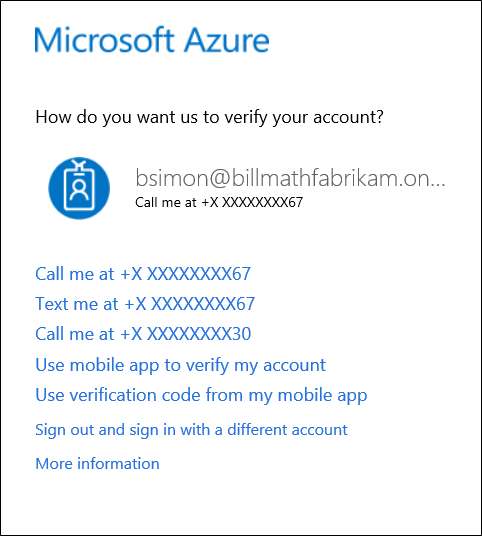 Microsoft Azure
How do you want us to verify your account?
bsimon@billmathfabrikam.on...
Call me at +X XXXXXXXX67
Call me at +X XXXXXXXX67
Text me at +X XXXXXXXX67
Call me at +X XXXXXXXX30
Use mobile app to verify my account
Use verification code from my mobile app
Sign out and sign in with a different account
More information